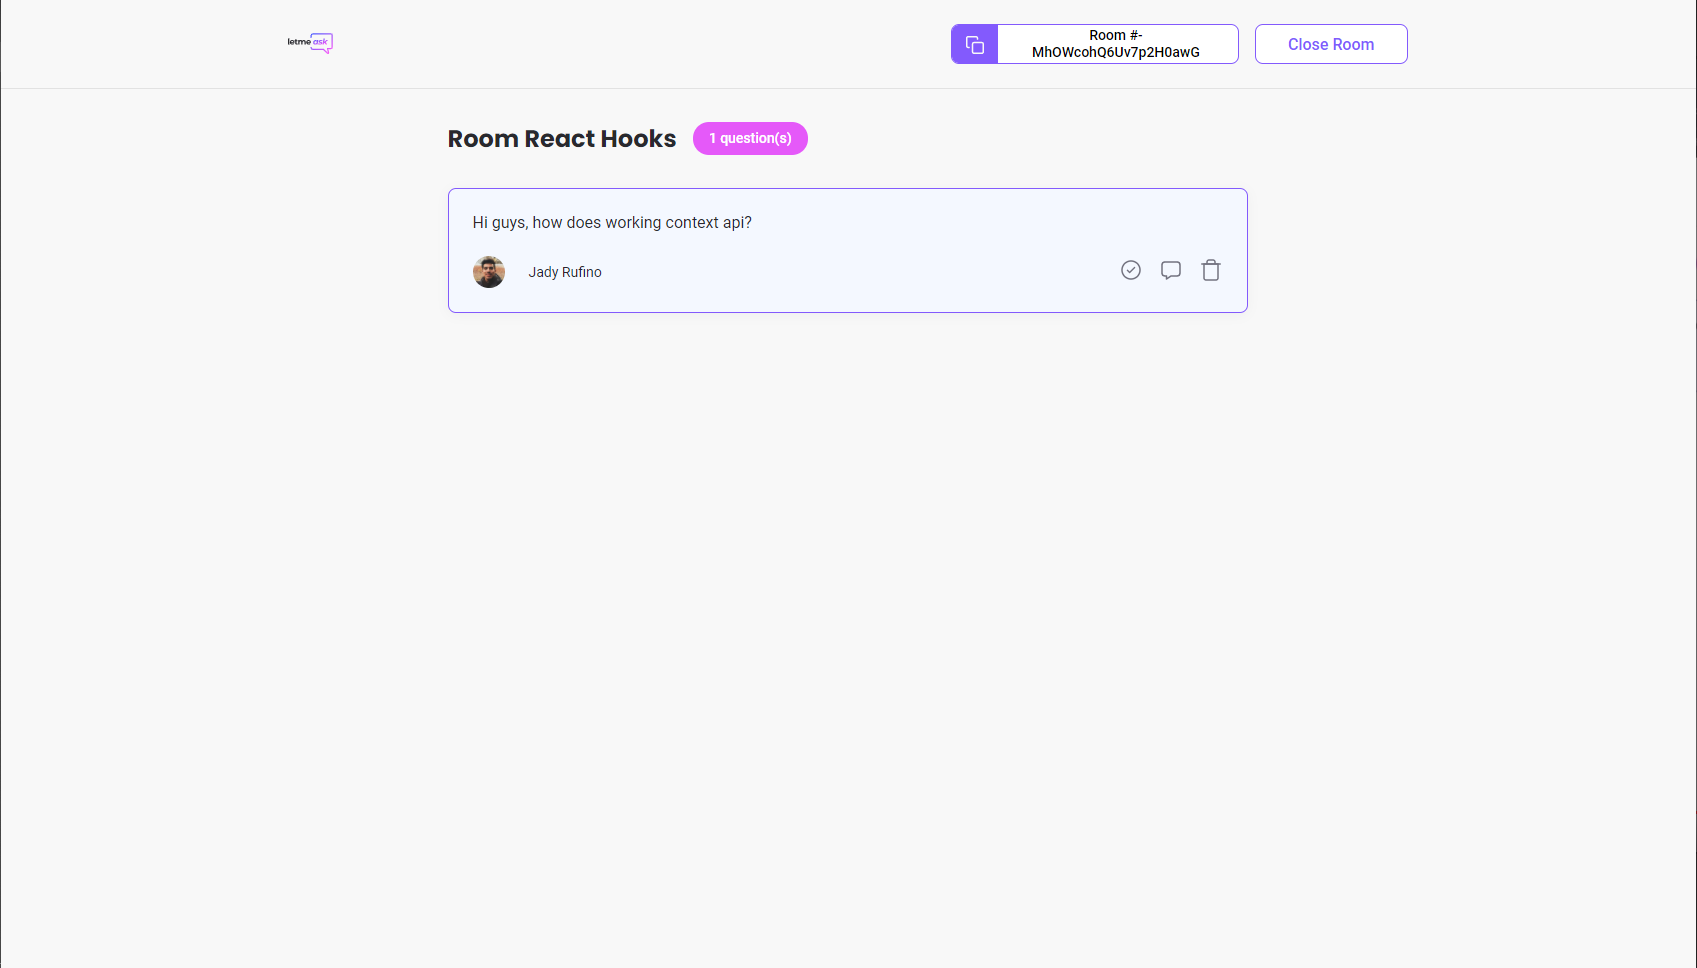 letmeask
Room #-
MhOWcohQ6Uv7p2H0awG
Close Room
Room React Hooks
1 question(s)
Hi guys, how does working context api?
Jady Rufino